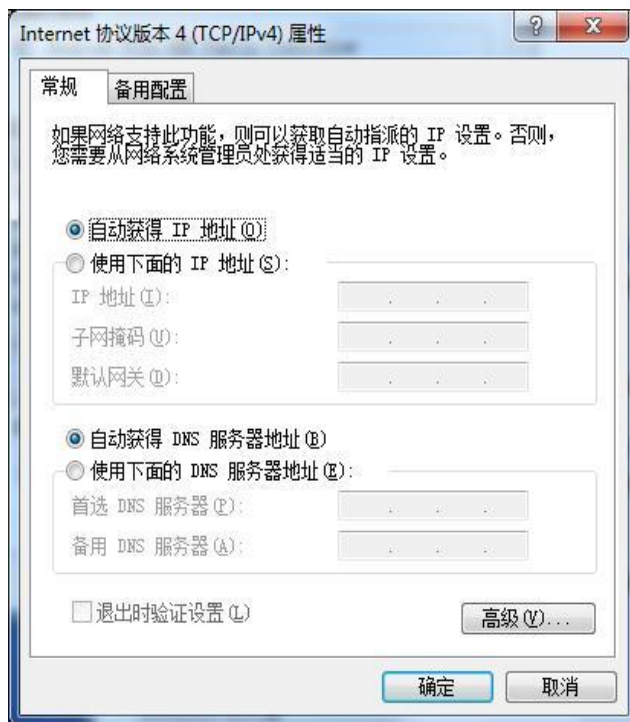 Internet 协议版本 4 (TCP/IPv4) 属性
常规 备用配置
如果网络支持此功能，则可以获取自动指派的 IP 设置。否则，
您需要从网络系统管理员处获得适当的 IP 设置。
自动获得 IP 地址(O)
使用下面的 IP 地址(S):
IP 地址(I):
子网掩码(U):
默认网关(D):
自动获得 DNS 服务器地址(B)
使用下面的 DNS 服务器地址(E):
首选 DNS 服务器(P):
备用 DNS 服务器(A):
退出时验证设置(L)
高级(V)...
确定 取消